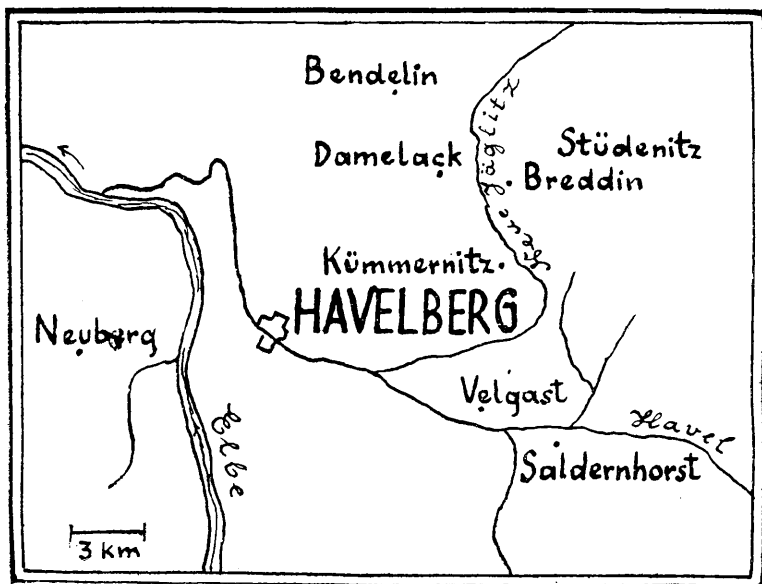 Bendelin
Damelack
Neue Jäglitz
Stüdenitz
Breddin
Kümmernitz
HAVELBERG
Neuberg
Velgast
Havel
Elbe
Saldernhorst
3 km